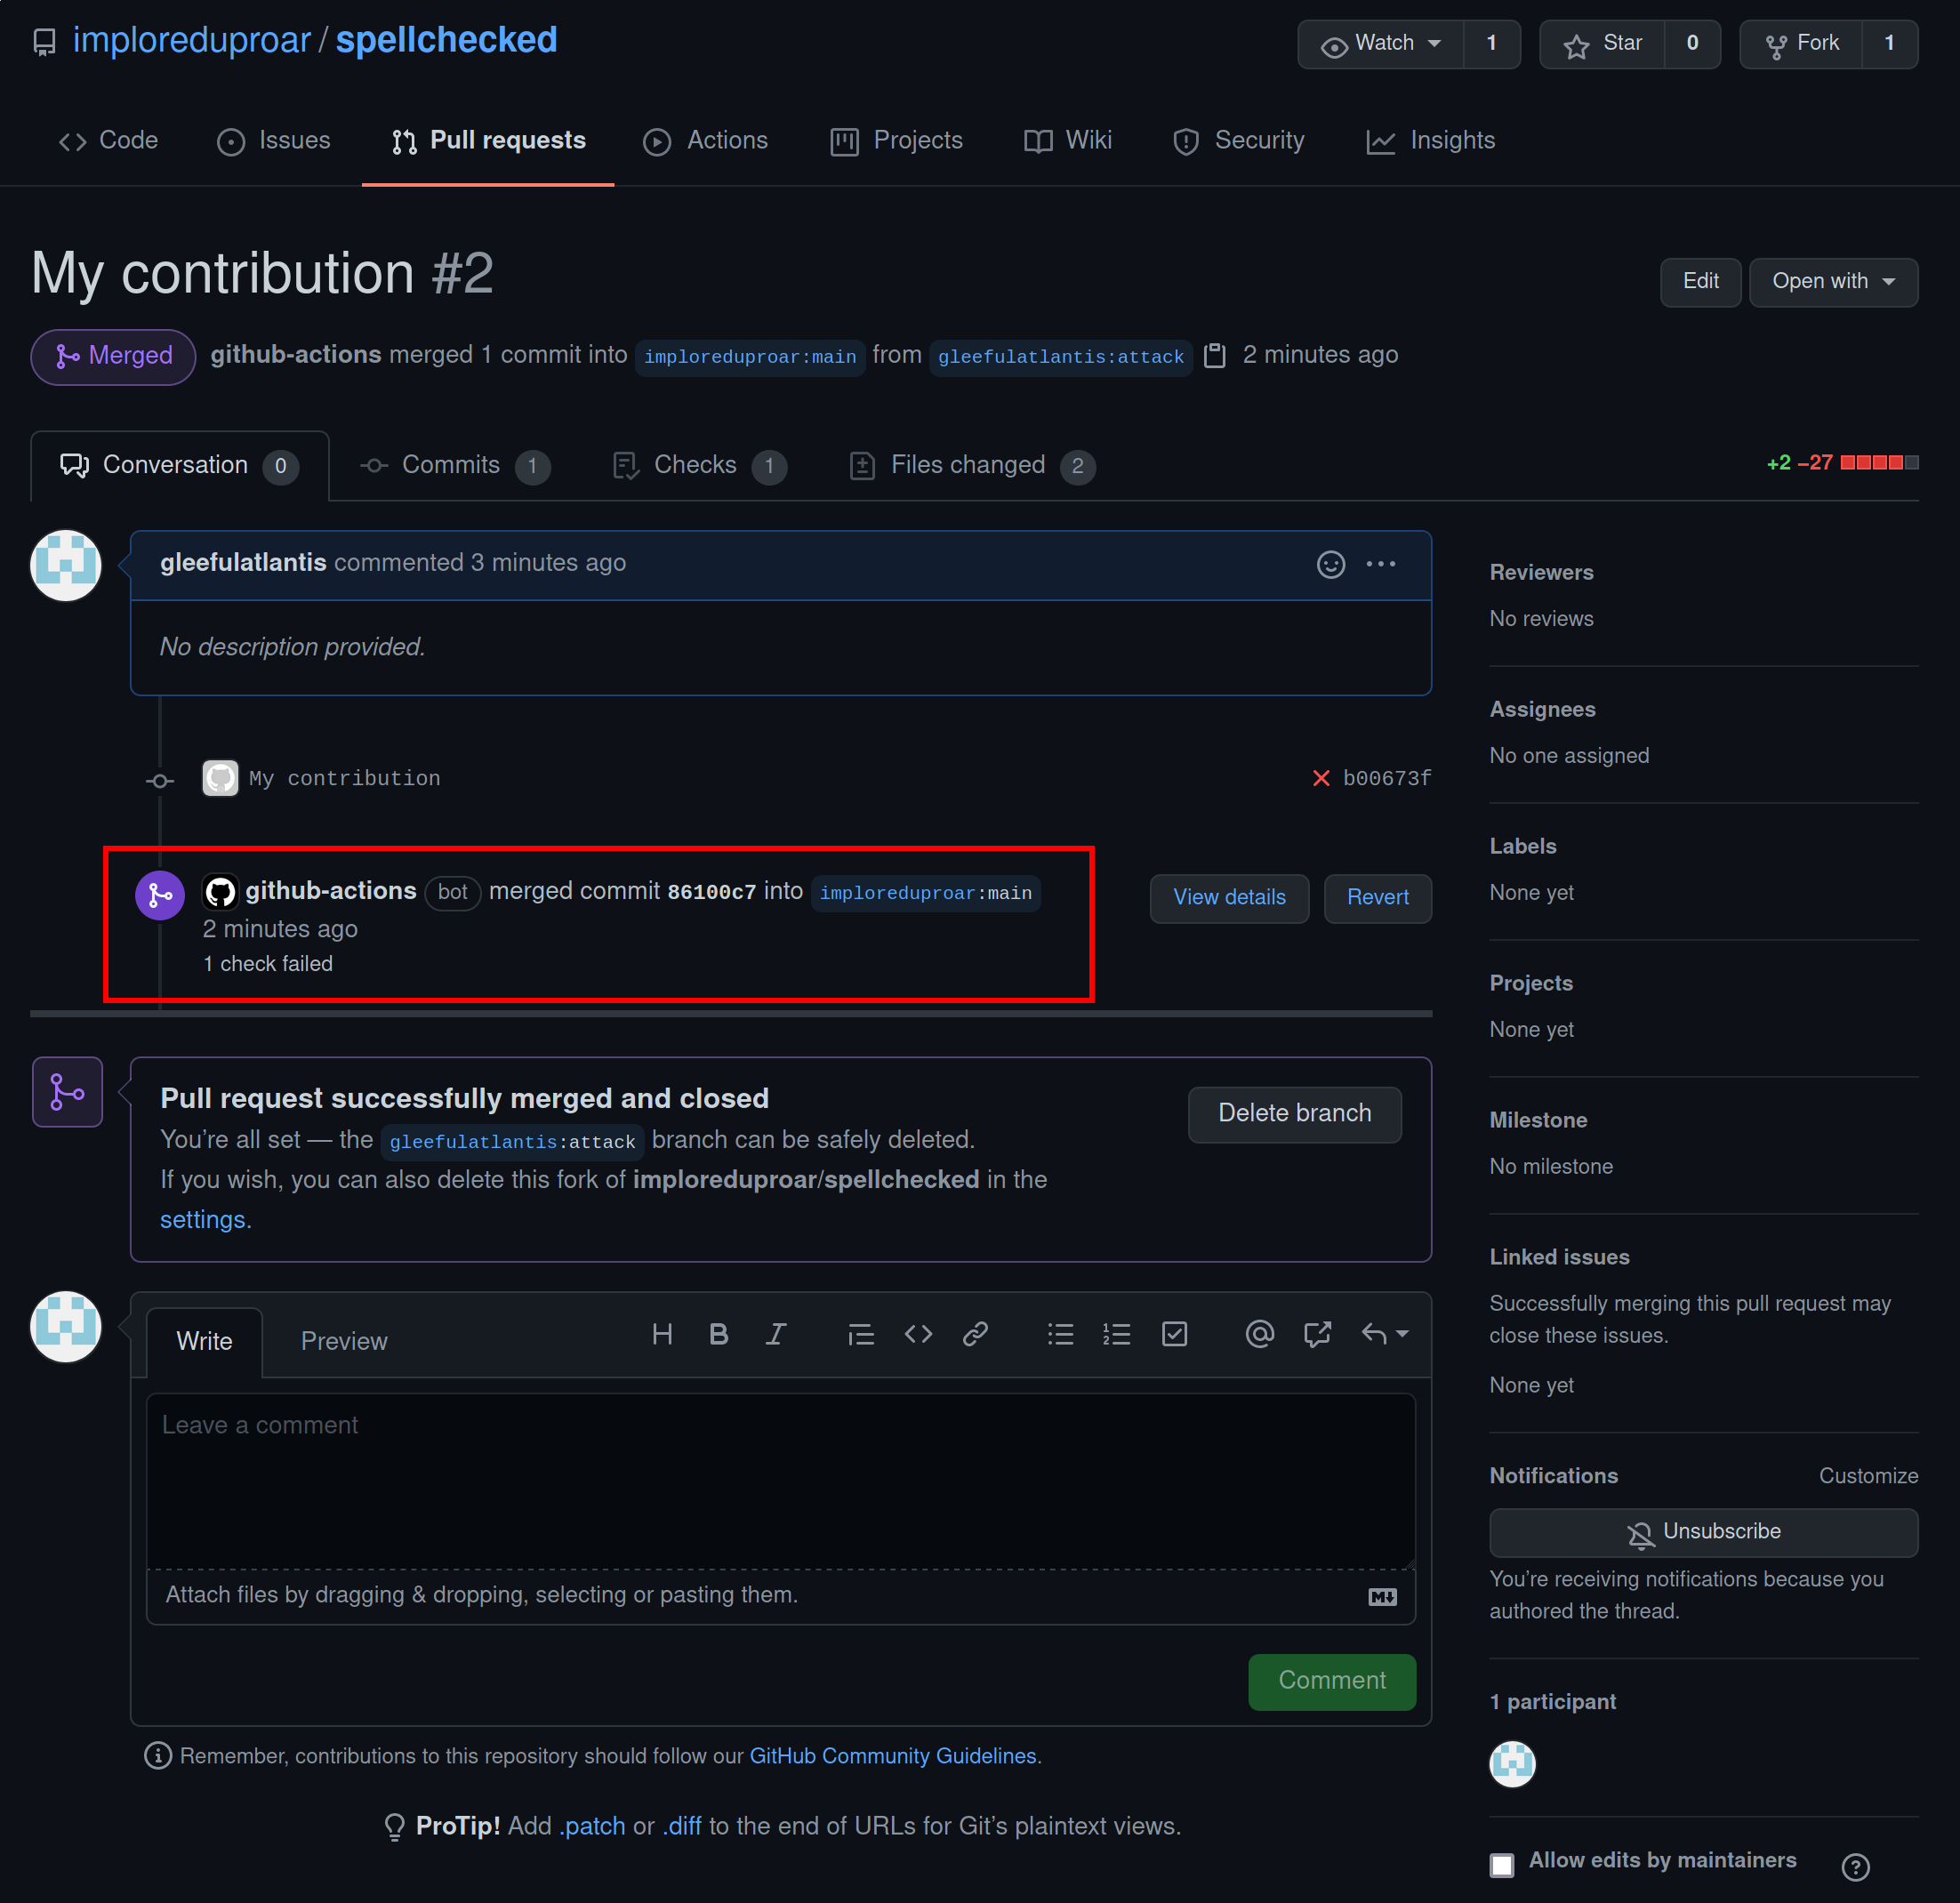 imploreduproar / spellchecked
Watch 1 Star 0 Fork 1
Code Issues Pull requests Actions Projects Wiki Security Insights
My contribution #2
Edit Open with
Merged github-actions merged 1 commit into imploreduproar:main from gleefulatlantis:attack 2 minutes ago
Conversation 0 Commits 1 Checks 1 Files changed 2 +2 −27
gleefulatlantis commented 3 minutes ago
No description provided.
My contribution b00673f
github-actions bot merged commit 86100c7 into imploreduproar:main
2 minutes ago
1 check failed
View details Revert
Pull request successfully merged and closed
You’re all set — the gleefulatlantis:attack branch can be safely deleted.
If you wish, you can also delete this fork of imploreduproar/spellchecked in the
settings.
Delete branch
Write Preview
Leave a comment
Attach files by dragging & dropping, selecting or pasting them.
Comment
Remember, contributions to this repository should follow our GitHub Community Guidelines.
ProTip! Add .patch or .diff to the end of URLs for Git’s plaintext views.
Reviewers
No reviews
Assignees
No one assigned
Labels
None yet
Projects
None yet
Milestone
No milestone
Linked issues
Successfully merging this pull request may
close these issues.
None yet
Notifications Customize
Unsubscribe
You’re receiving notifications because you
authored the thread.
1 participant
Allow edits by maintainers